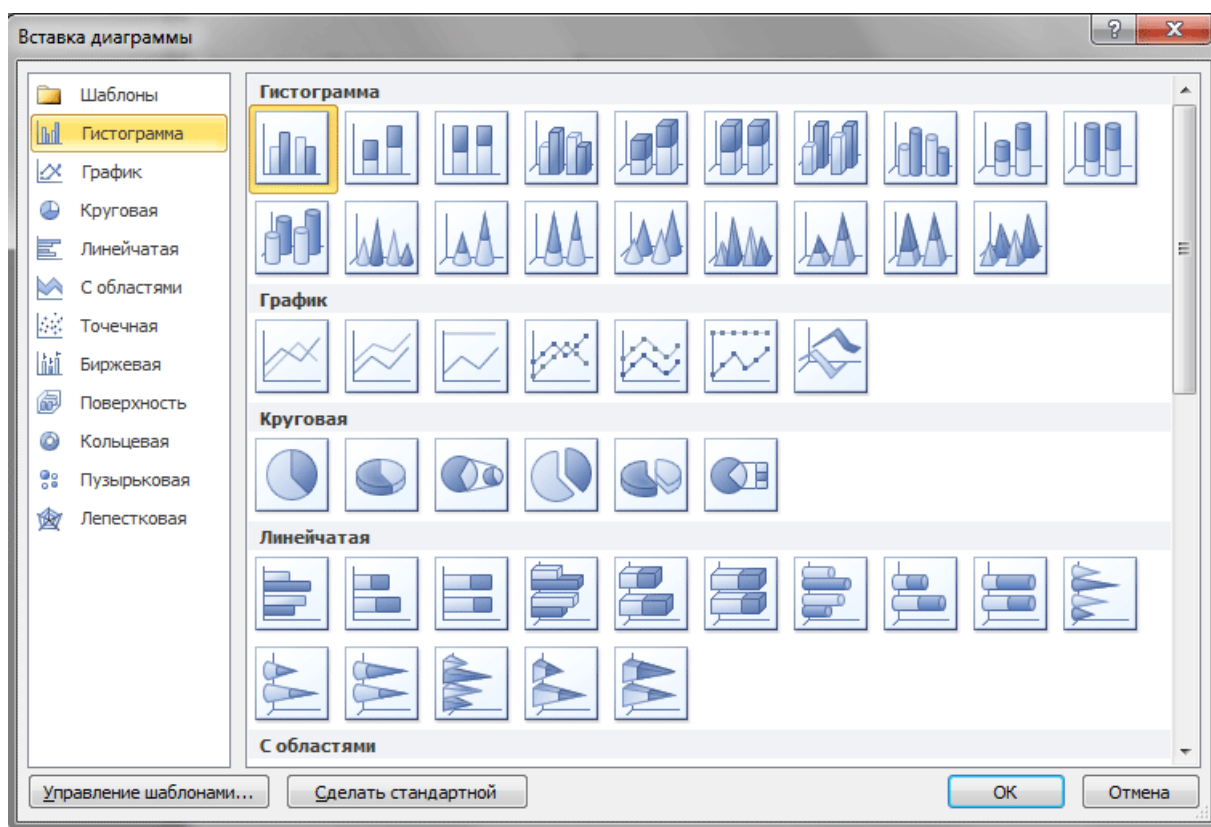 Вставка диаграммы
Шаблоны
Гистограмма
График
Круговая
Линейчатая
С областями
Точечная
Биржевая
Поверхность
Кольцевая
Пузырьковая
Лепестковая
Гистограмма
График
Круговая
Линейчатая
С областями
Управление шаблонами...
Сделать стандартной
ОК
Отмена